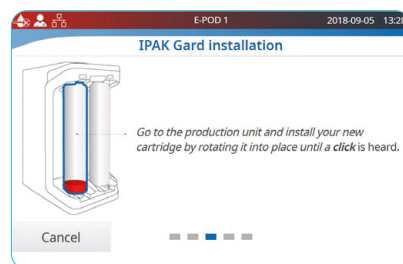 E-POD 1 2018-09-05 13:28
IPAK Gard installation
Go to the production unit and install your new
cartridge by rotating it into place until a click is heard.
Cancel